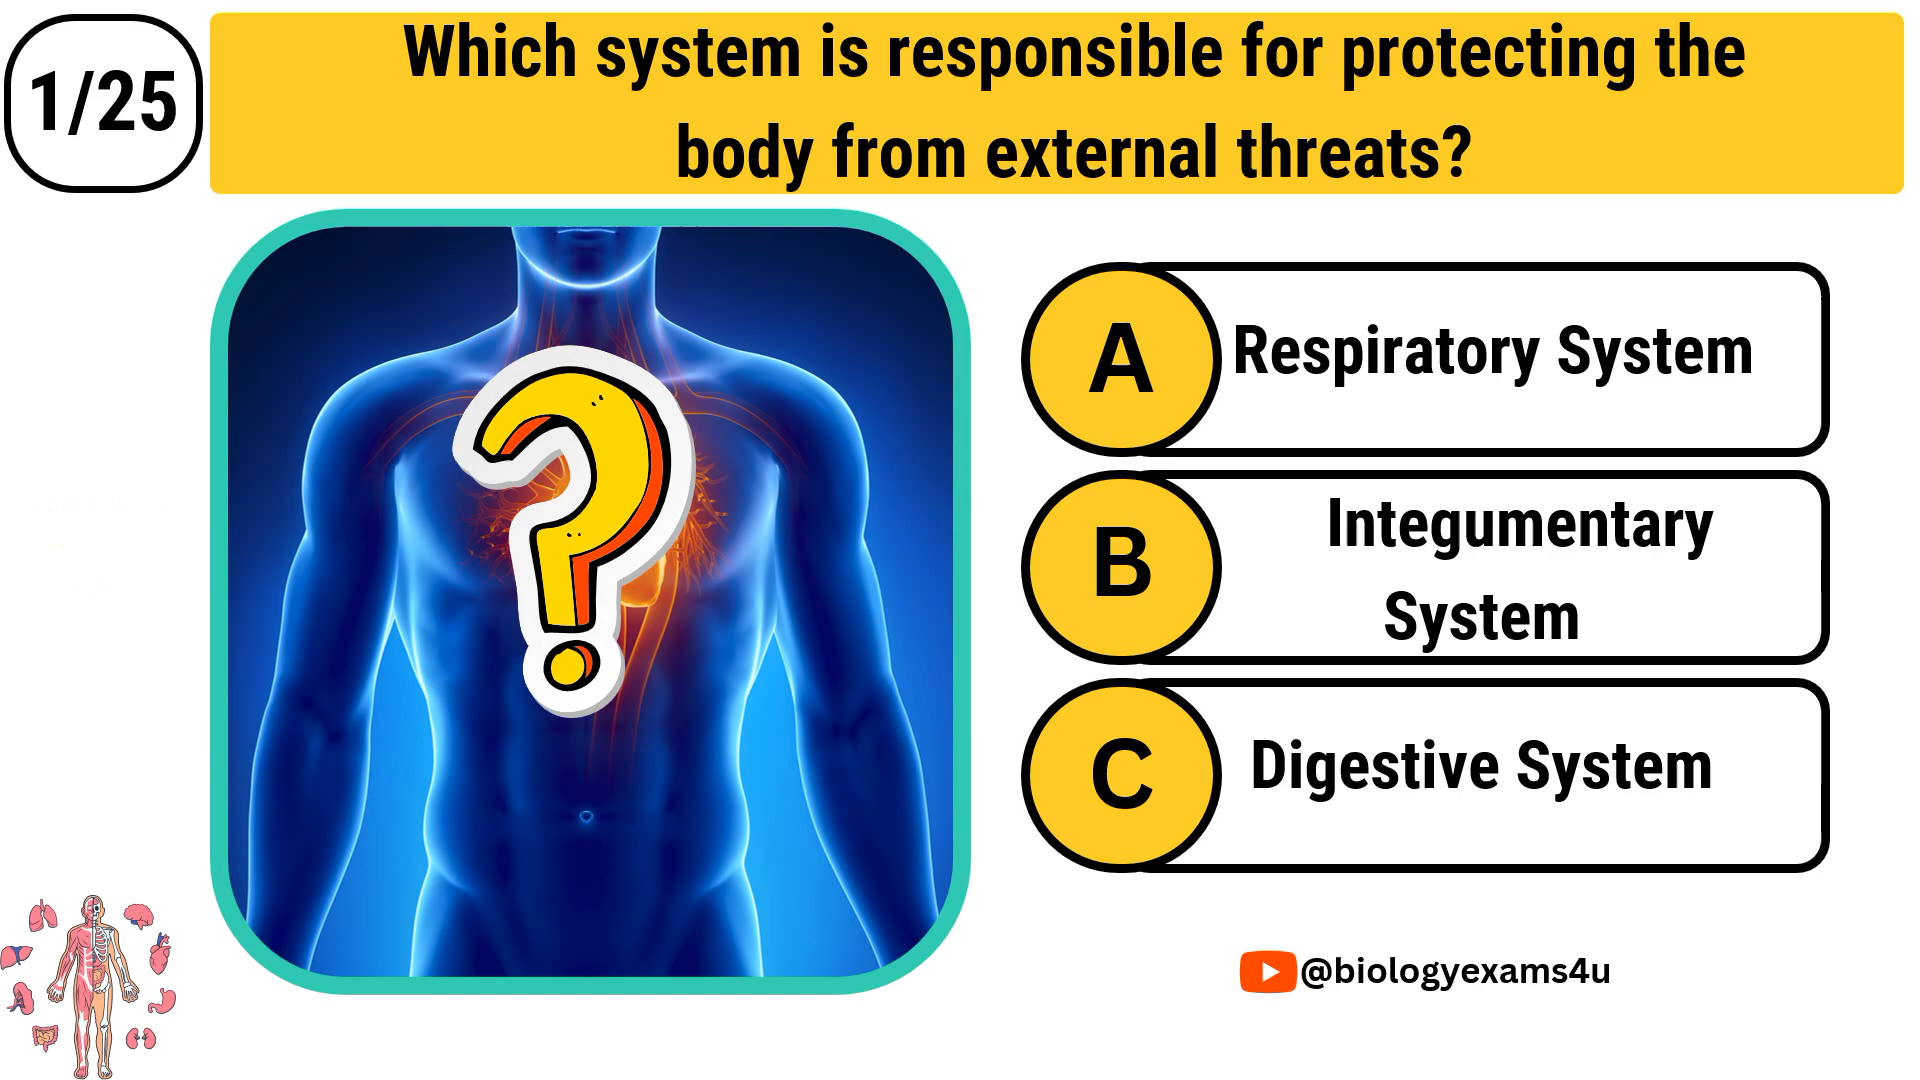 1/25
Which system is responsible for protecting the
body from external threats?
A
Respiratory System
B
Integumentary
System
C
Digestive System
@biologyexams4u